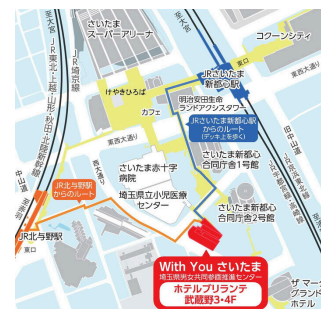 至大宮
至大宮
さいたま
スーパーアリーナ
コクーンシティ
JR東北・上越・山形・秋田・北陸新幹線
JR埼京線
けやきひろば
JRさいたま
新都心駅
東口
東西大通り
カフェ
明治安田生命
ランドアクシスタワー
JRさいたま新都心駅
からのルート
(デッキ上を歩く)
東西大通り
西大通り
旧中山道
中山道
さいたま赤十字
病院
さいたま新都心
合同庁舎1号館
JR北与野駅
からのルート
埼玉県立小児医療
センター
さいたま新都心
合同庁舎2号館
JR北与野駅
東口
With You さいたま
埼玉県男女共同参画推進センター
ホテルブリランテ
武蔵野3・4F
ザ マーク
グランド
ホテル